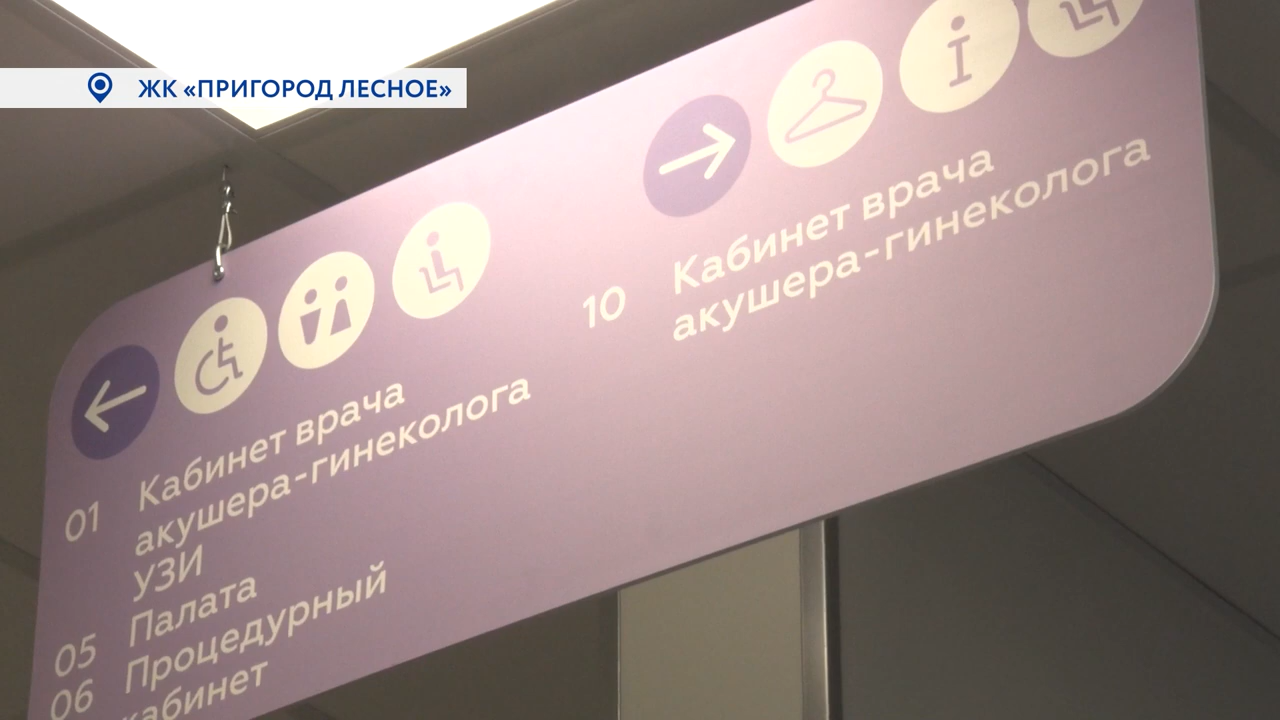 ЖК «ПРИГОРОД ЛЕСНОЕ»
01 Кабинет врача
акушера-гинеколога
УЗИ
05 Палата
06 Процедурный
кабинет
10 Кабинет врача
акушера-гинеколога